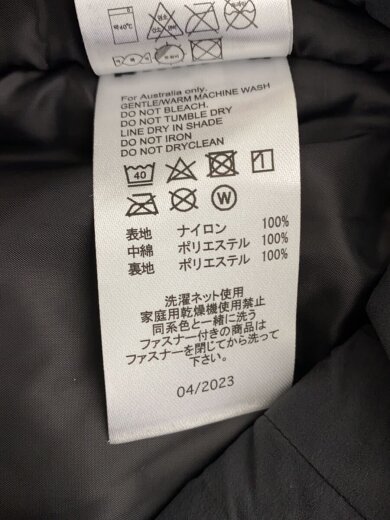 For Australia only,
GENTLE/WARM MACHINE WASH
DO NOT BLEACH.
DO NOT TUMBLE DRY
LINE DRY IN SHADE
DO NOT IRON
DO NOT DRYCLEAN
40
W
表地 ナイロン 100%
中綿 ポリエステル 100%
裏地 ポリエステル 100%
洗濯ネット使用
家庭用乾燥機使用禁止
同系色と一緒に洗う
ファスナー付きの商品は
ファスナーを閉じてから洗って
下さい
04/2023